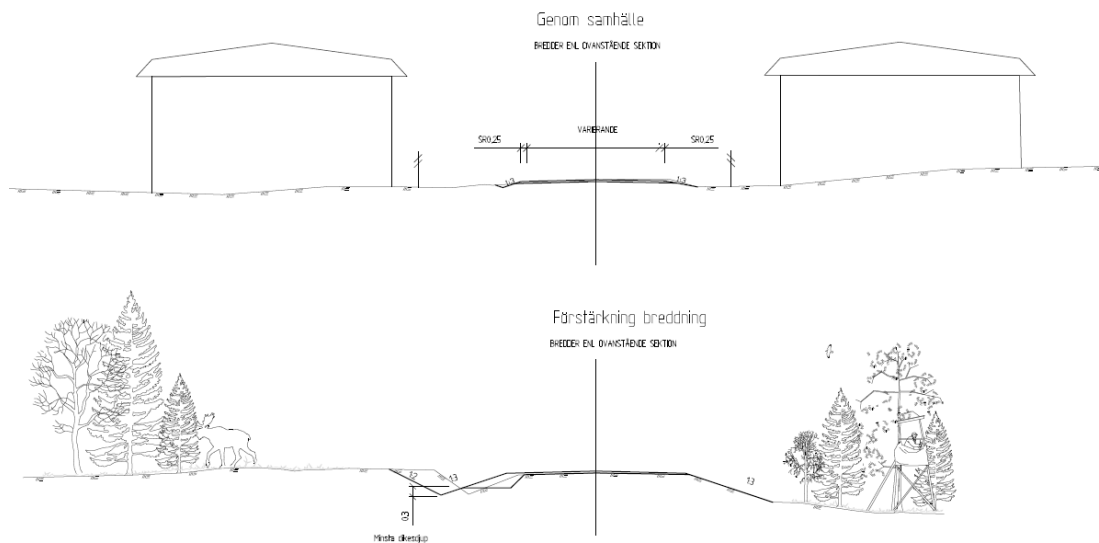 Genom samhälle
BREDDER ENL OVANSTÅENDE SEKTION
VARIERANDE
SR0,25
SR0,25
1:3
1:3
Förstärkning breddning
BREDDER ENL OVANSTÅENDE SEKTION
1:2
1:3
1:3
0,3
Minsta dikesdjup